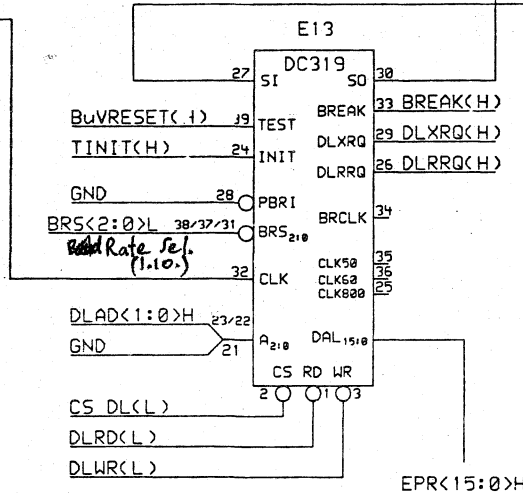 E13
DC319
27 SI SO 30
BREAK 33 BREAK(H)
BuVRESET( .H) 39 TEST
DLXRQ 29 DLXRQ(H)
TINIT(H) 24 INIT
DLRRQ 26 DLRRQ(H)
GND 28 PBRI
BRCLK 34
BRS<2:0>L 38/37/31 BRS2:0
Rate Sel.
(1.10.)
CLK50 35
32 CLK CLK60 36
CLK800 25
DLAD<1:0>H 23/22
GND 21 A2:0 DAL15:0
CS RD WR
2 1 3
CS DL(L)
DLRD(L)
DLWR(L)
EPR<15:0>H